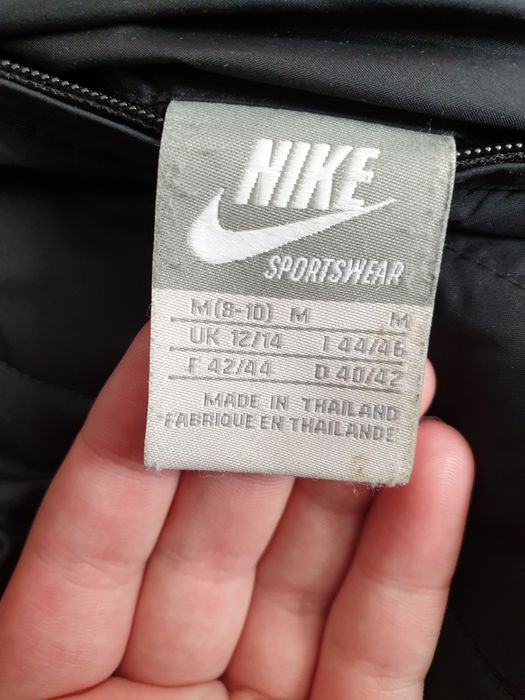 NIKE
SPORTSWEAR
M(8-10) M M
UK 12/14 I 44/46
F 42/44 D 40/42
MADE IN THAILAND
FABRIQUE EN THAILANDE